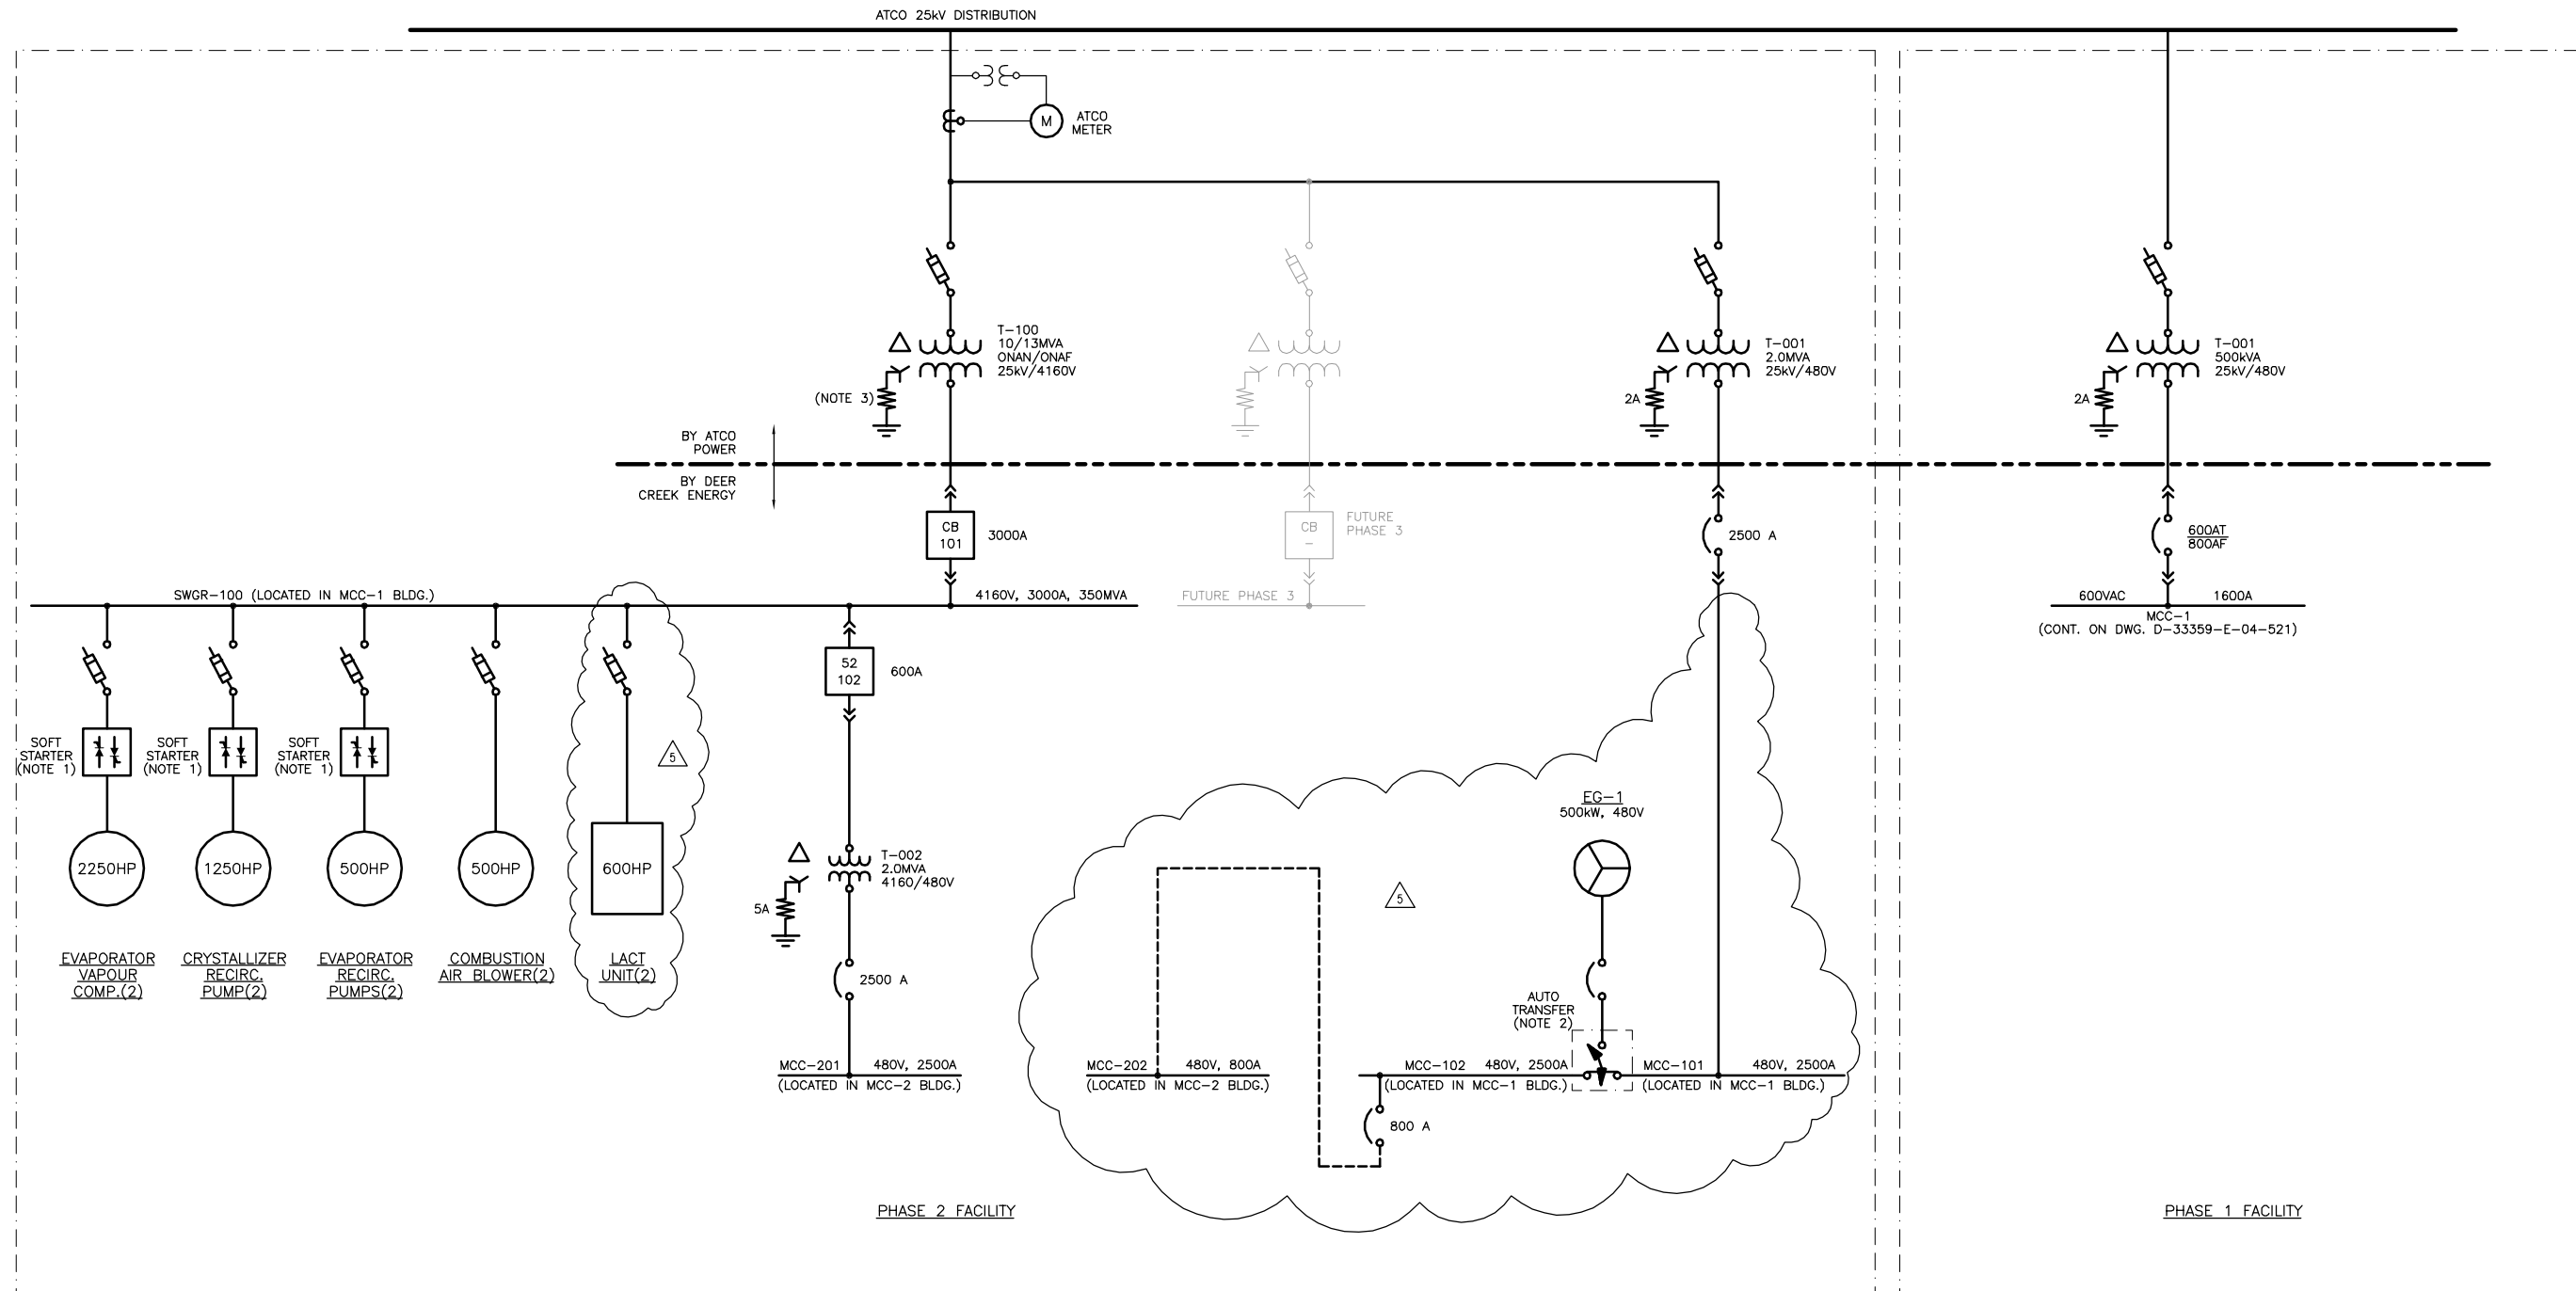 ATCO 25kV DISTRIBUTION
M
ATCO
METER
T-100
10/13MVA
ONAN/ONAF
25kV/4160V
(NOTE 3)
T-001
2.0MVA
25kV/480V
2A
T-001
500kVA
25kV/480V
2A
BY ATCO
POWER
BY DEER
CREEK ENERGY
CB
101
3000A
CB
-
FUTURE
PHASE 3
2500 A
600AT
800AF
SWGR-100 (LOCATED IN MCC-1 BLDG.)
4160V, 3000A, 350MVA
FUTURE PHASE 3
600VAC
1600A
MCC-1
(CONT. ON DWG. D-33359-E-04-521)
52
102
600A
SOFT
STARTER
(NOTE 1)
SOFT
STARTER
(NOTE 1)
SOFT
STARTER
(NOTE 1)
5
EG-1
500kW, 480V
2250HP
1250HP
500HP
500HP
600HP
T-002
2.0MVA
4160/480V
5A
5
EVAPORATOR
VAPOUR
COMP.(2)
CRYSTALLIZER
RECIRC.
PUMP(2)
EVAPORATOR
RECIRC.
PUMPS(2)
COMBUSTION
AIR BLOWER(2)
LACT
UNIT(2)
2500 A
AUTO
TRANSFER
(NOTE 2)
MCC-201
480V, 2500A
(LOCATED IN MCC-2 BLDG.)
MCC-202
480V, 800A
(LOCATED IN MCC-2 BLDG.)
MCC-102
480V, 2500A
(LOCATED IN MCC-1 BLDG.)
MCC-101
480V, 2500A
(LOCATED IN MCC-1 BLDG.)
800 A
PHASE 2 FACILITY
PHASE 1 FACILITY